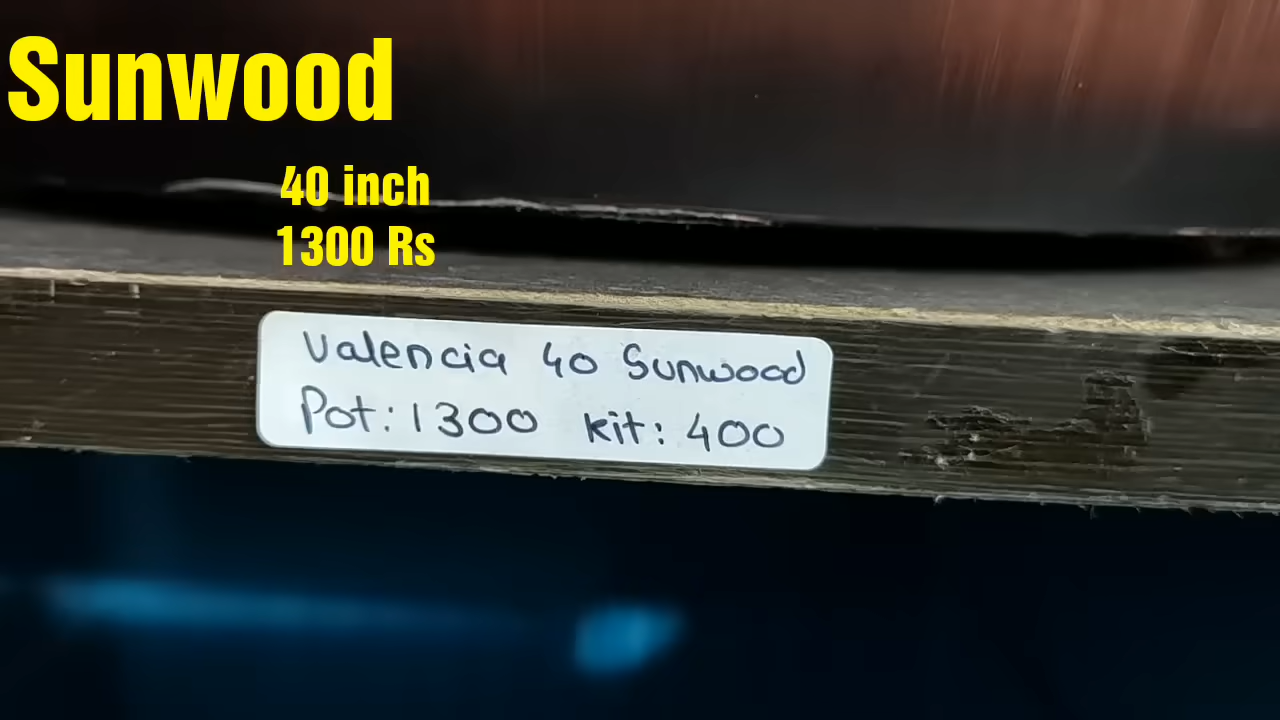 Sunwood
40 inch
1300 Rs
Valencia 40 Sunwood
Pot: 1300 kit: 400